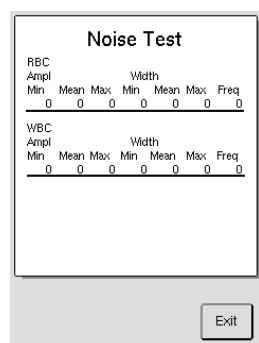 Noise Test
RBC
Ampl Width
Min Mean Max Min Mean Max Freq
0 0 0 0 0 0 0
WBC
Ampl Width
Min Mean Max Min Mean Max Freq
0 0 0 0 0 0 0
Exit